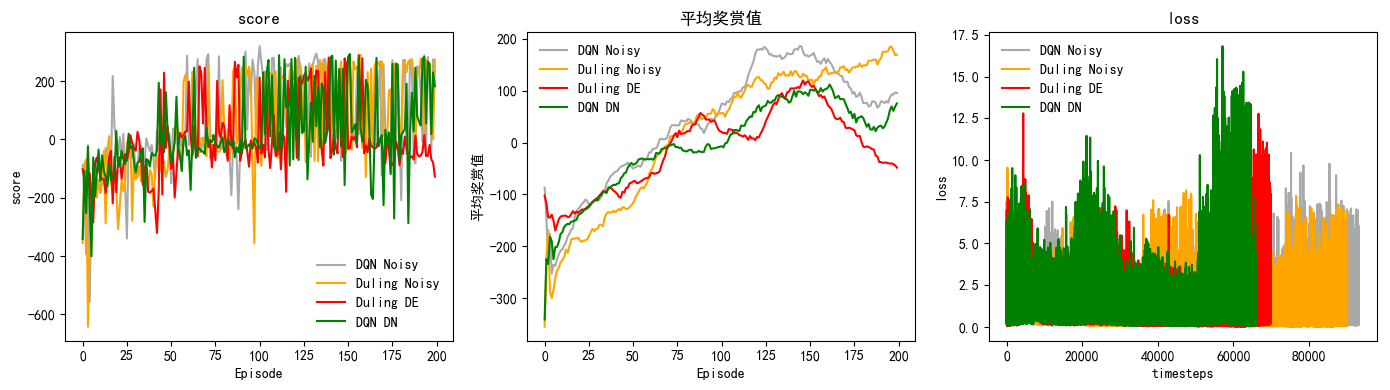 score
score
200
0
−200
−400
−600
DQN Noisy
Duling Noisy
Duling DE
DQN DN
0
25
50
75
100
125
150
175
200
Episode
平均奖赏值
平均奖赏值
200
100
0
−100
−200
−300
DQN Noisy
Duling Noisy
Duling DE
DQN DN
0
25
50
75
100
125
150
175
200
Episode
loss
loss
17.5
15.0
12.5
10.0
7.5
5.0
2.5
0.0
DQN Noisy
Duling Noisy
Duling DE
DQN DN
0
20000
40000
60000
80000
timesteps